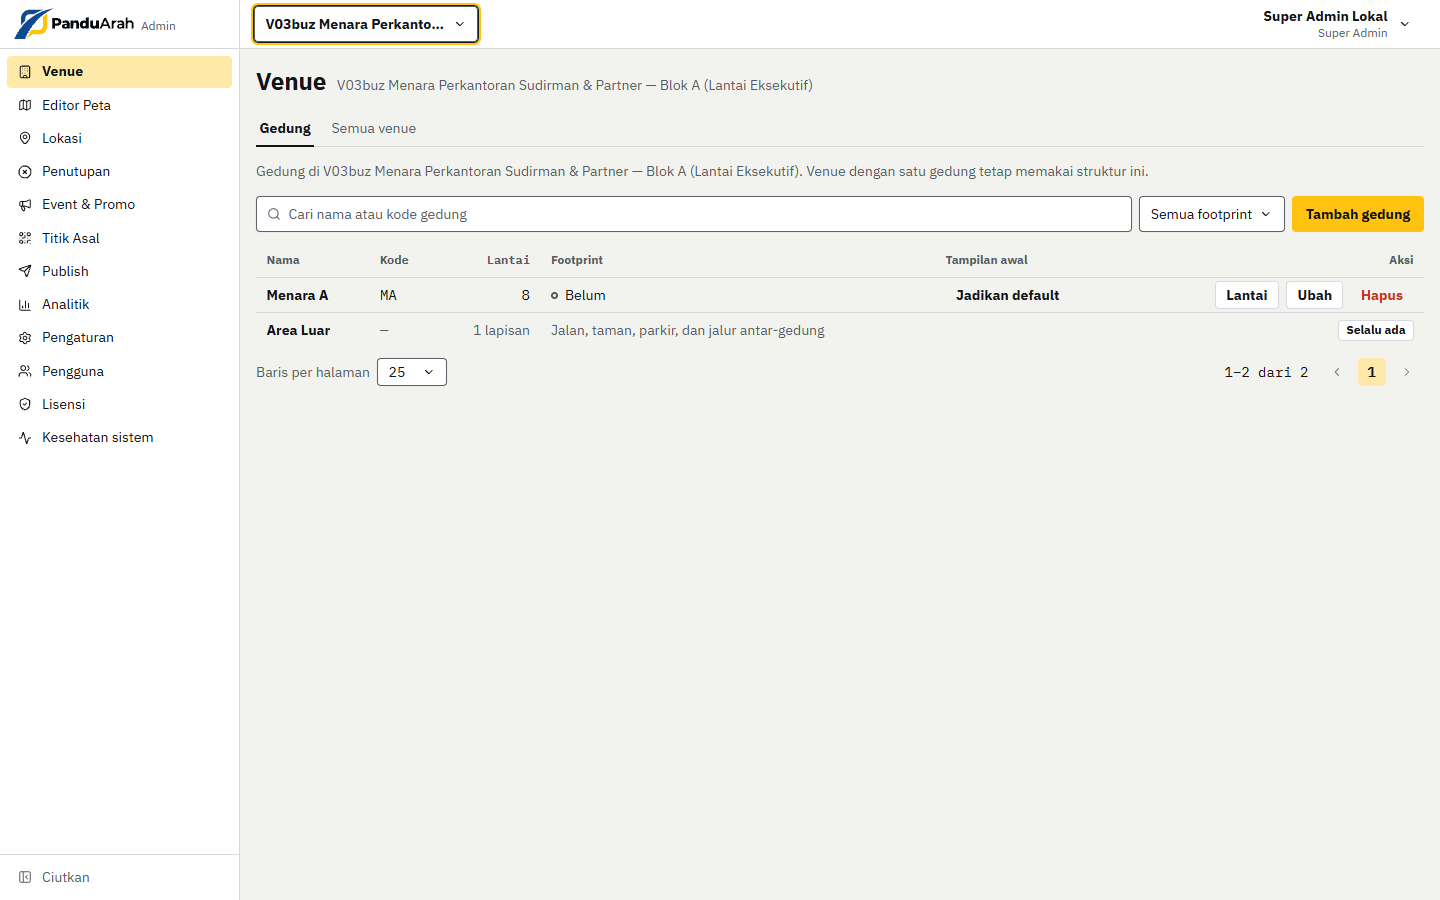 PanduArah Admin
V03buz Menara Perkanto...
Super Admin Lokal
Super Admin
Venue
Editor Peta
Lokasi
Penutupan
Event & Promo
Titik Asal
Publish
Analitik
Pengaturan
Pengguna
Lisensi
Kesehatan sistem
Ciutkan
Venue V03buz Menara Perkantoran Sudirman & Partner — Blok A (Lantai Eksekutif)
Gedung Semua venue
Gedung di V03buz Menara Perkantoran Sudirman & Partner — Blok A (Lantai Eksekutif). Venue dengan satu gedung tetap memakai struktur ini.
Cari nama atau kode gedung Semua footprint Tambah gedung
Nama Kode Lantai Footprint Tampilan awal Aksi
Menara A MA 8 Belum Jadikan default Lantai Ubah Hapus
Area Luar — 1 lapisan Jalan, taman, parkir, dan jalur antar-gedung Selalu ada
Baris per halaman 25 1–2 dari 2 1